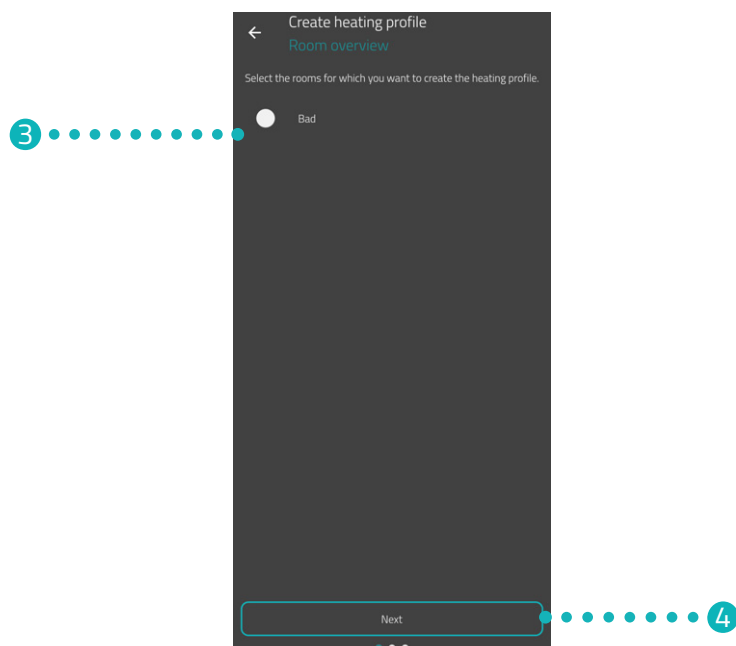 Create heating profile
Room overview
Select the rooms for which you want to create the heating profile.
3
Bad
Next
4